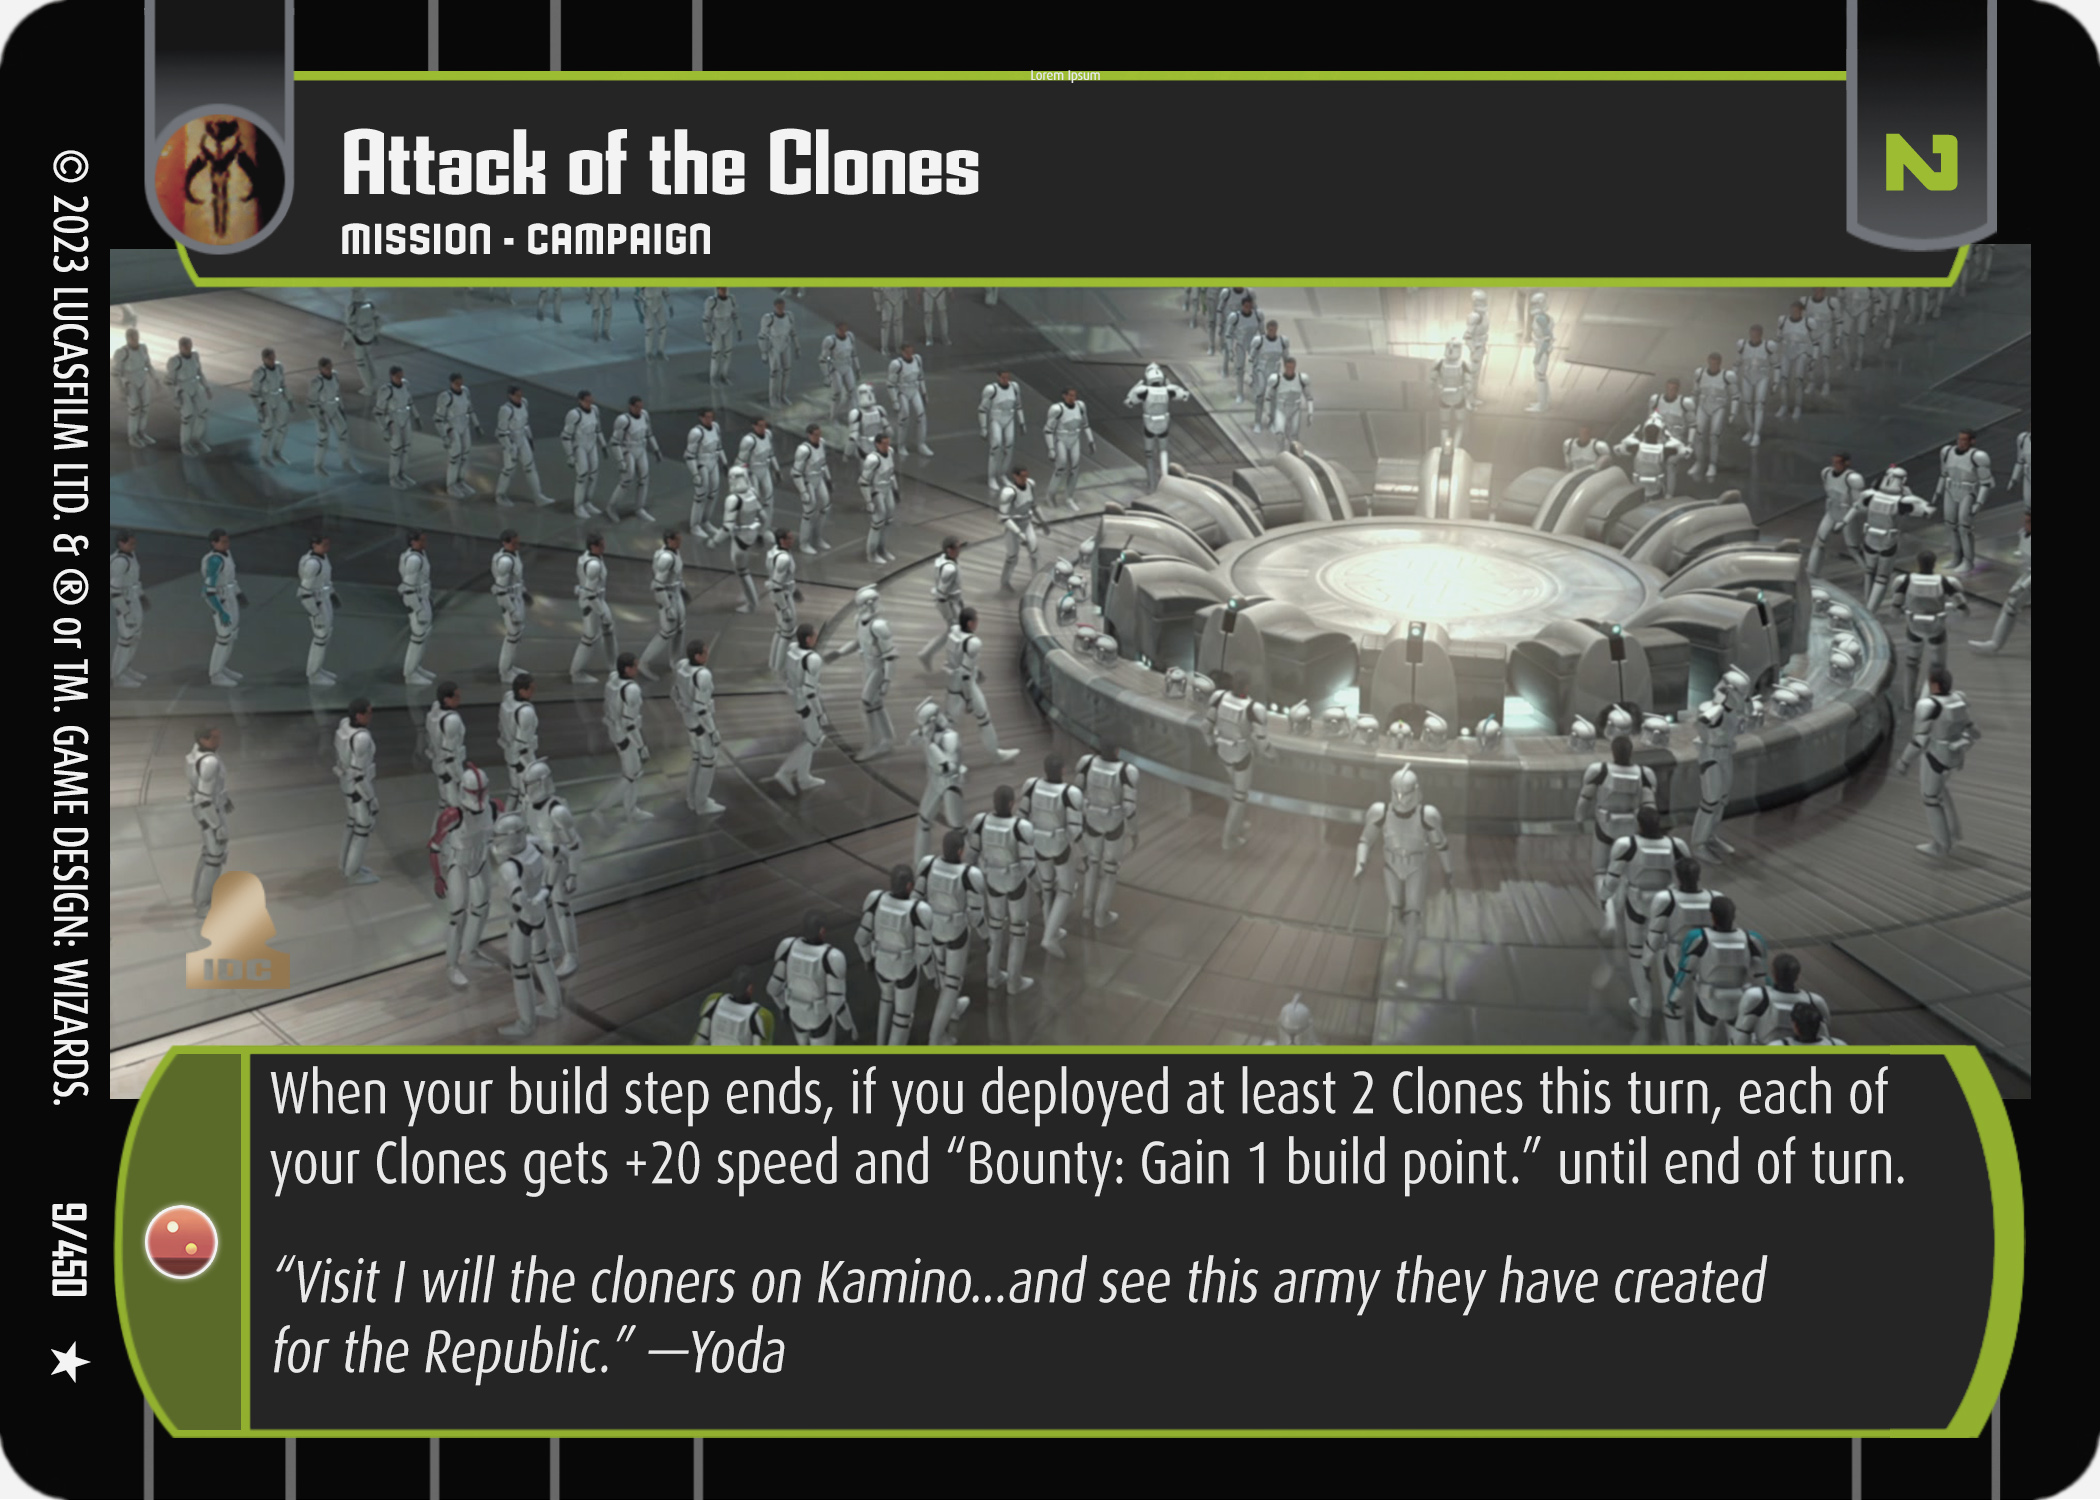 Lorem Ipsum
Attack of the Clones
MISSION - CAMPAIGN
2
IDC
When your build step ends, if you deployed at least 2 Clones this turn, each of
your Clones gets +20 speed and “Bounty: Gain 1 build point.” until end of turn.
“Visit I will the cloners on Kamino...and see this army they have created
for the Republic.” —Yoda
© 2023 LUCASFILM LTD. & ® or TM. GAME DESIGN: WIZARDS.
9/450